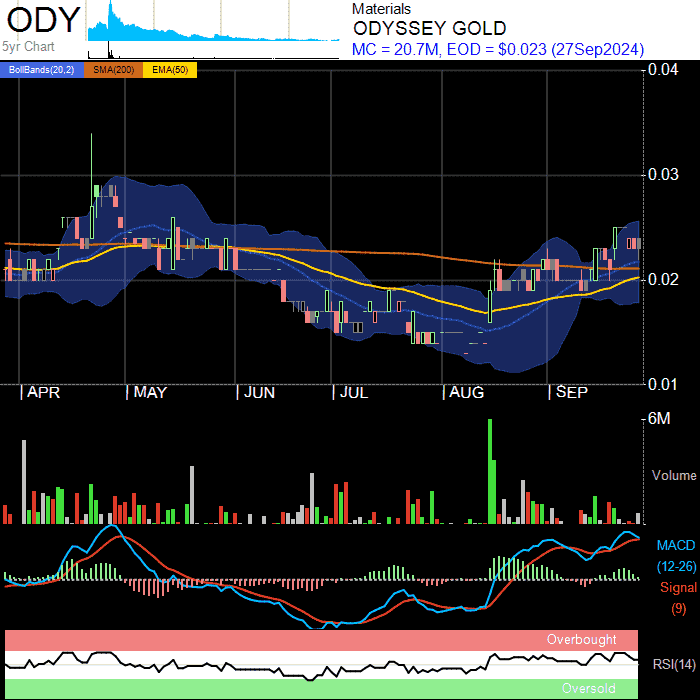 ODY
5yr Chart
Materials
ODYSSEY GOLD
MC = 20.7M, EOD = $0.023 (27Sep2024)
BollBands(20,2) SMA(200) EMA(50)
0.04
0.03
0.02
0.01
APR MAY JUN JUL AUG SEP
6M
Volume
MACD
(12-26)
Signal
(9)
Overbought
RSI(14)
Oversold